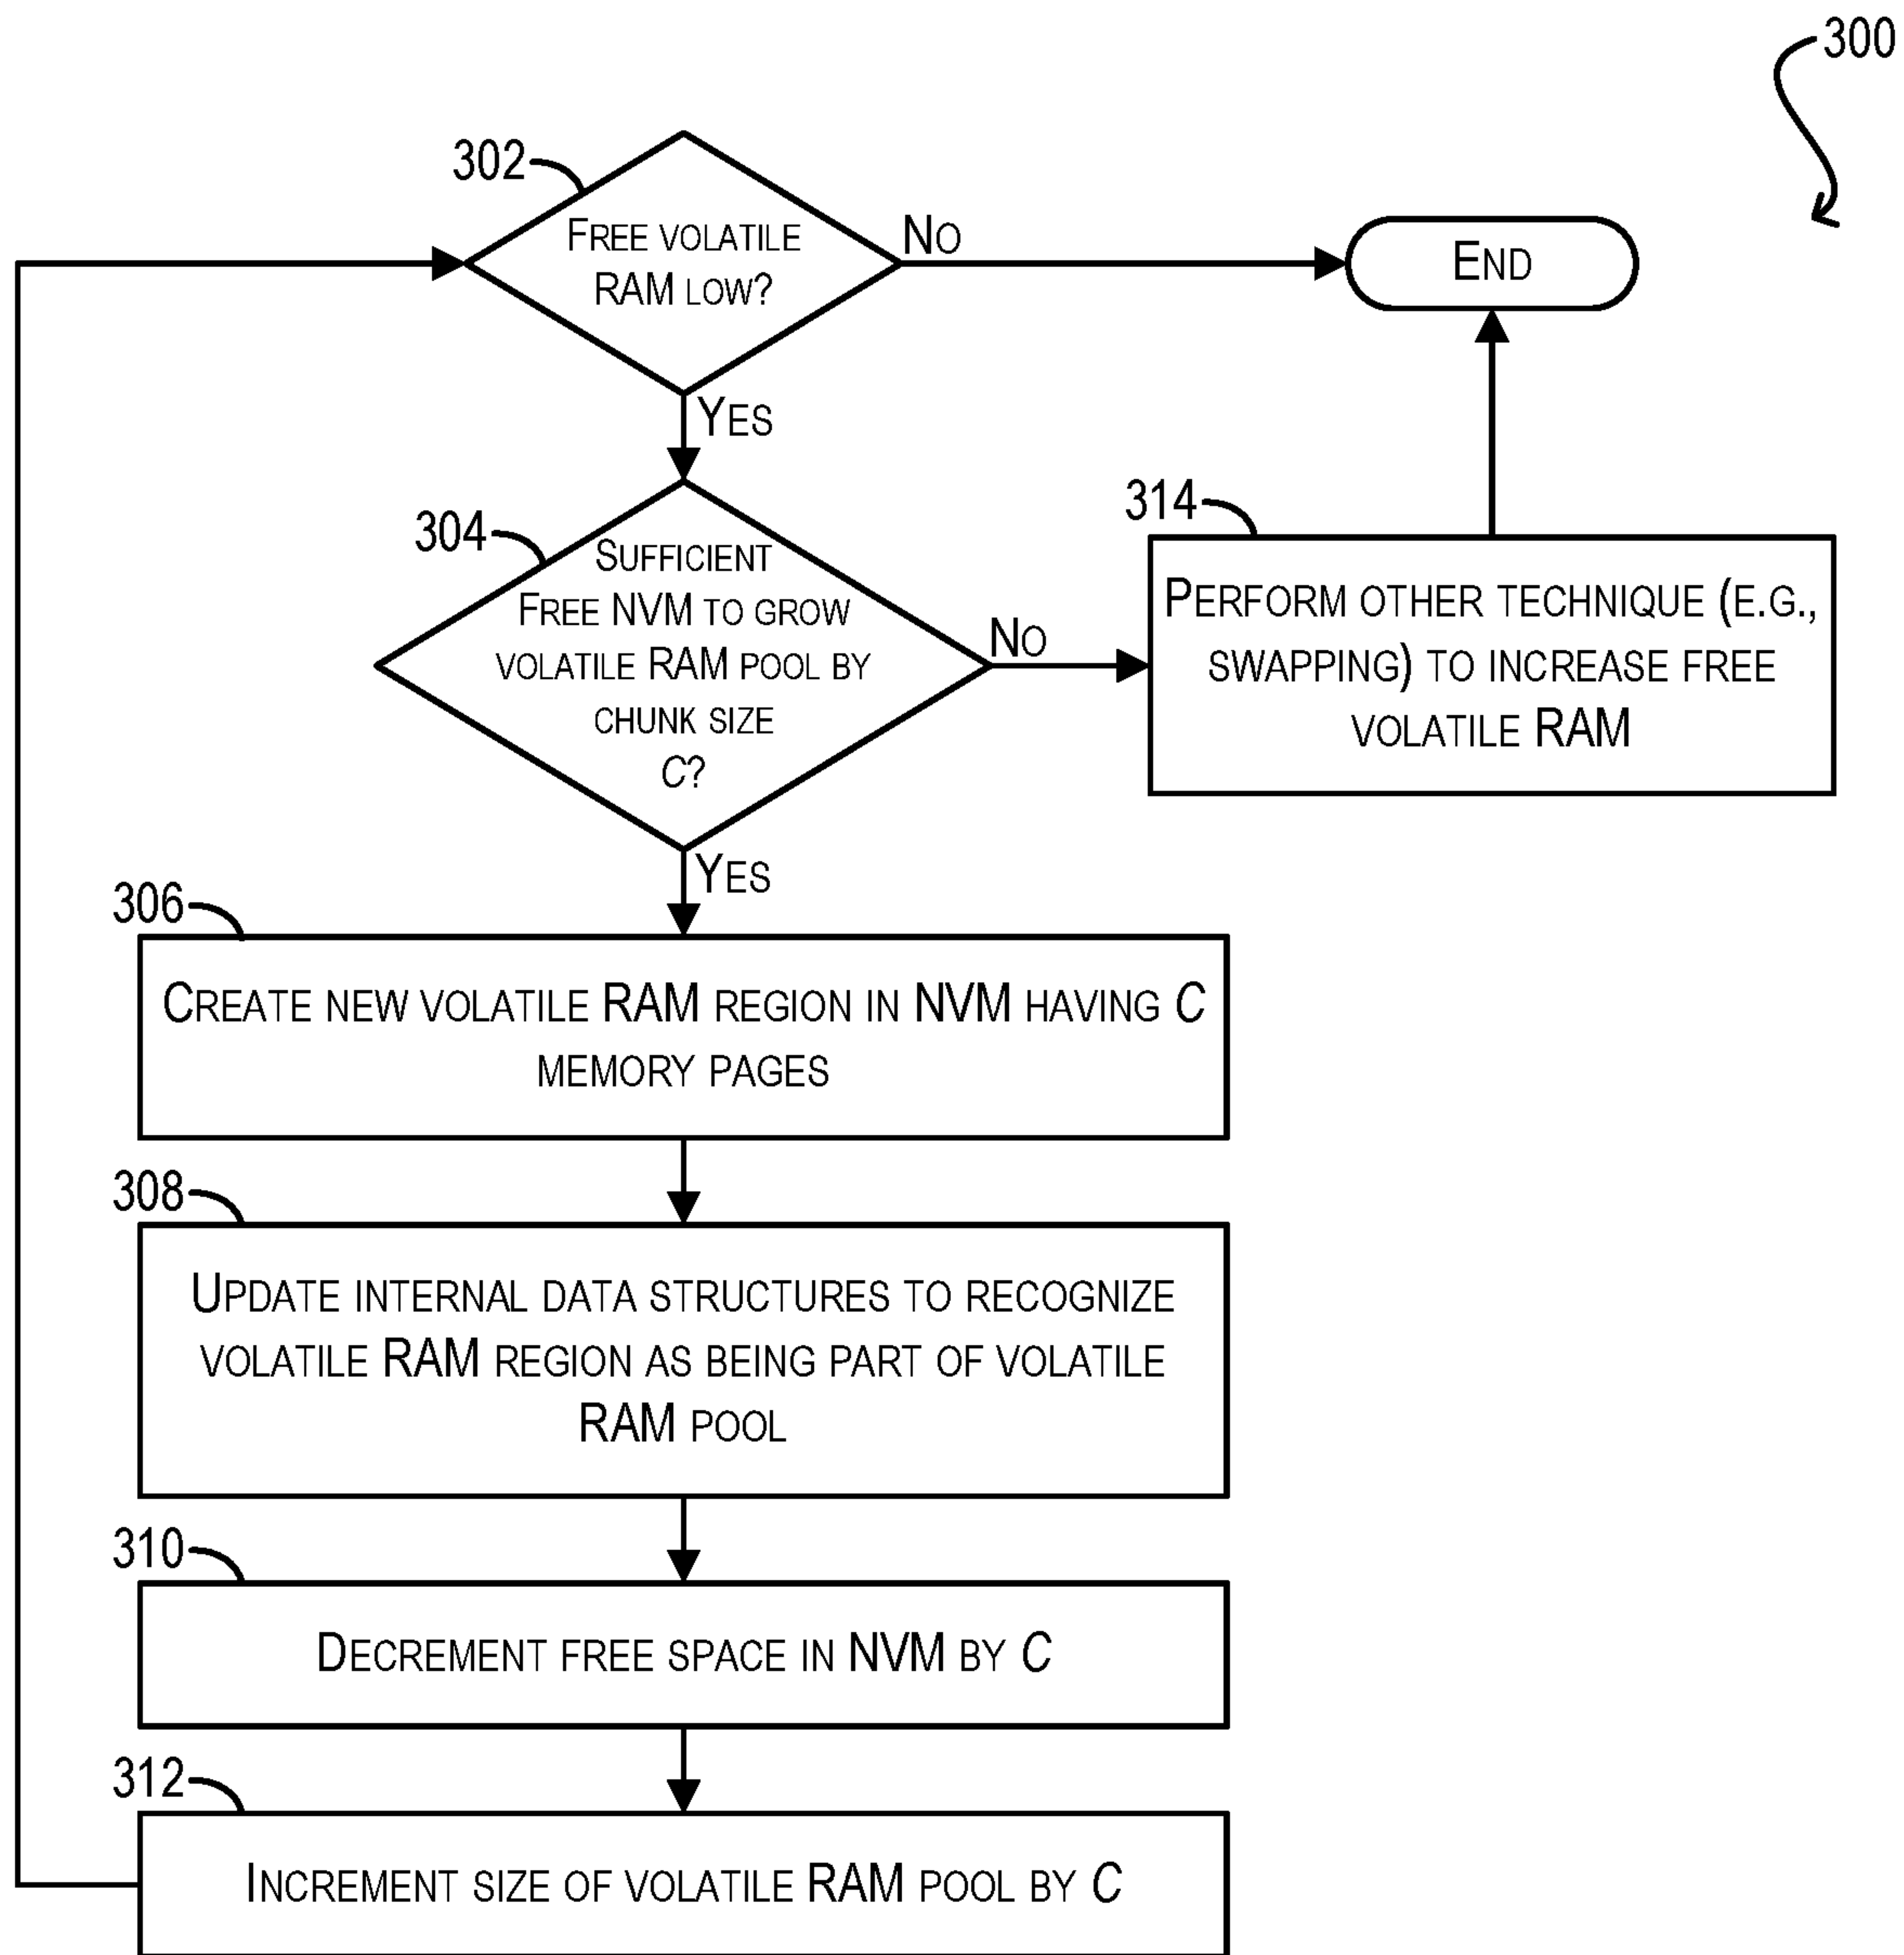 300
302
FREE VOLATILE
RAM LOW?
NO
END
YES
304
SUFFICIENT
FREE NVM TO GROW
VOLATILE RAM POOL BY
CHUNK SIZE
C?
NO
314
PERFORM OTHER TECHNIQUE (E.G.,
SWAPPING) TO INCREASE FREE
VOLATILE RAM
YES
306
CREATE NEW VOLATILE RAM REGION IN NVM HAVING C
MEMORY PAGES
308
UPDATE INTERNAL DATA STRUCTURES TO RECOGNIZE
VOLATILE RAM REGION AS BEING PART OF VOLATILE
RAM POOL
310
DECREMENT FREE SPACE IN NVM BY C
312
INCREMENT SIZE OF VOLATILE RAM POOL BY C